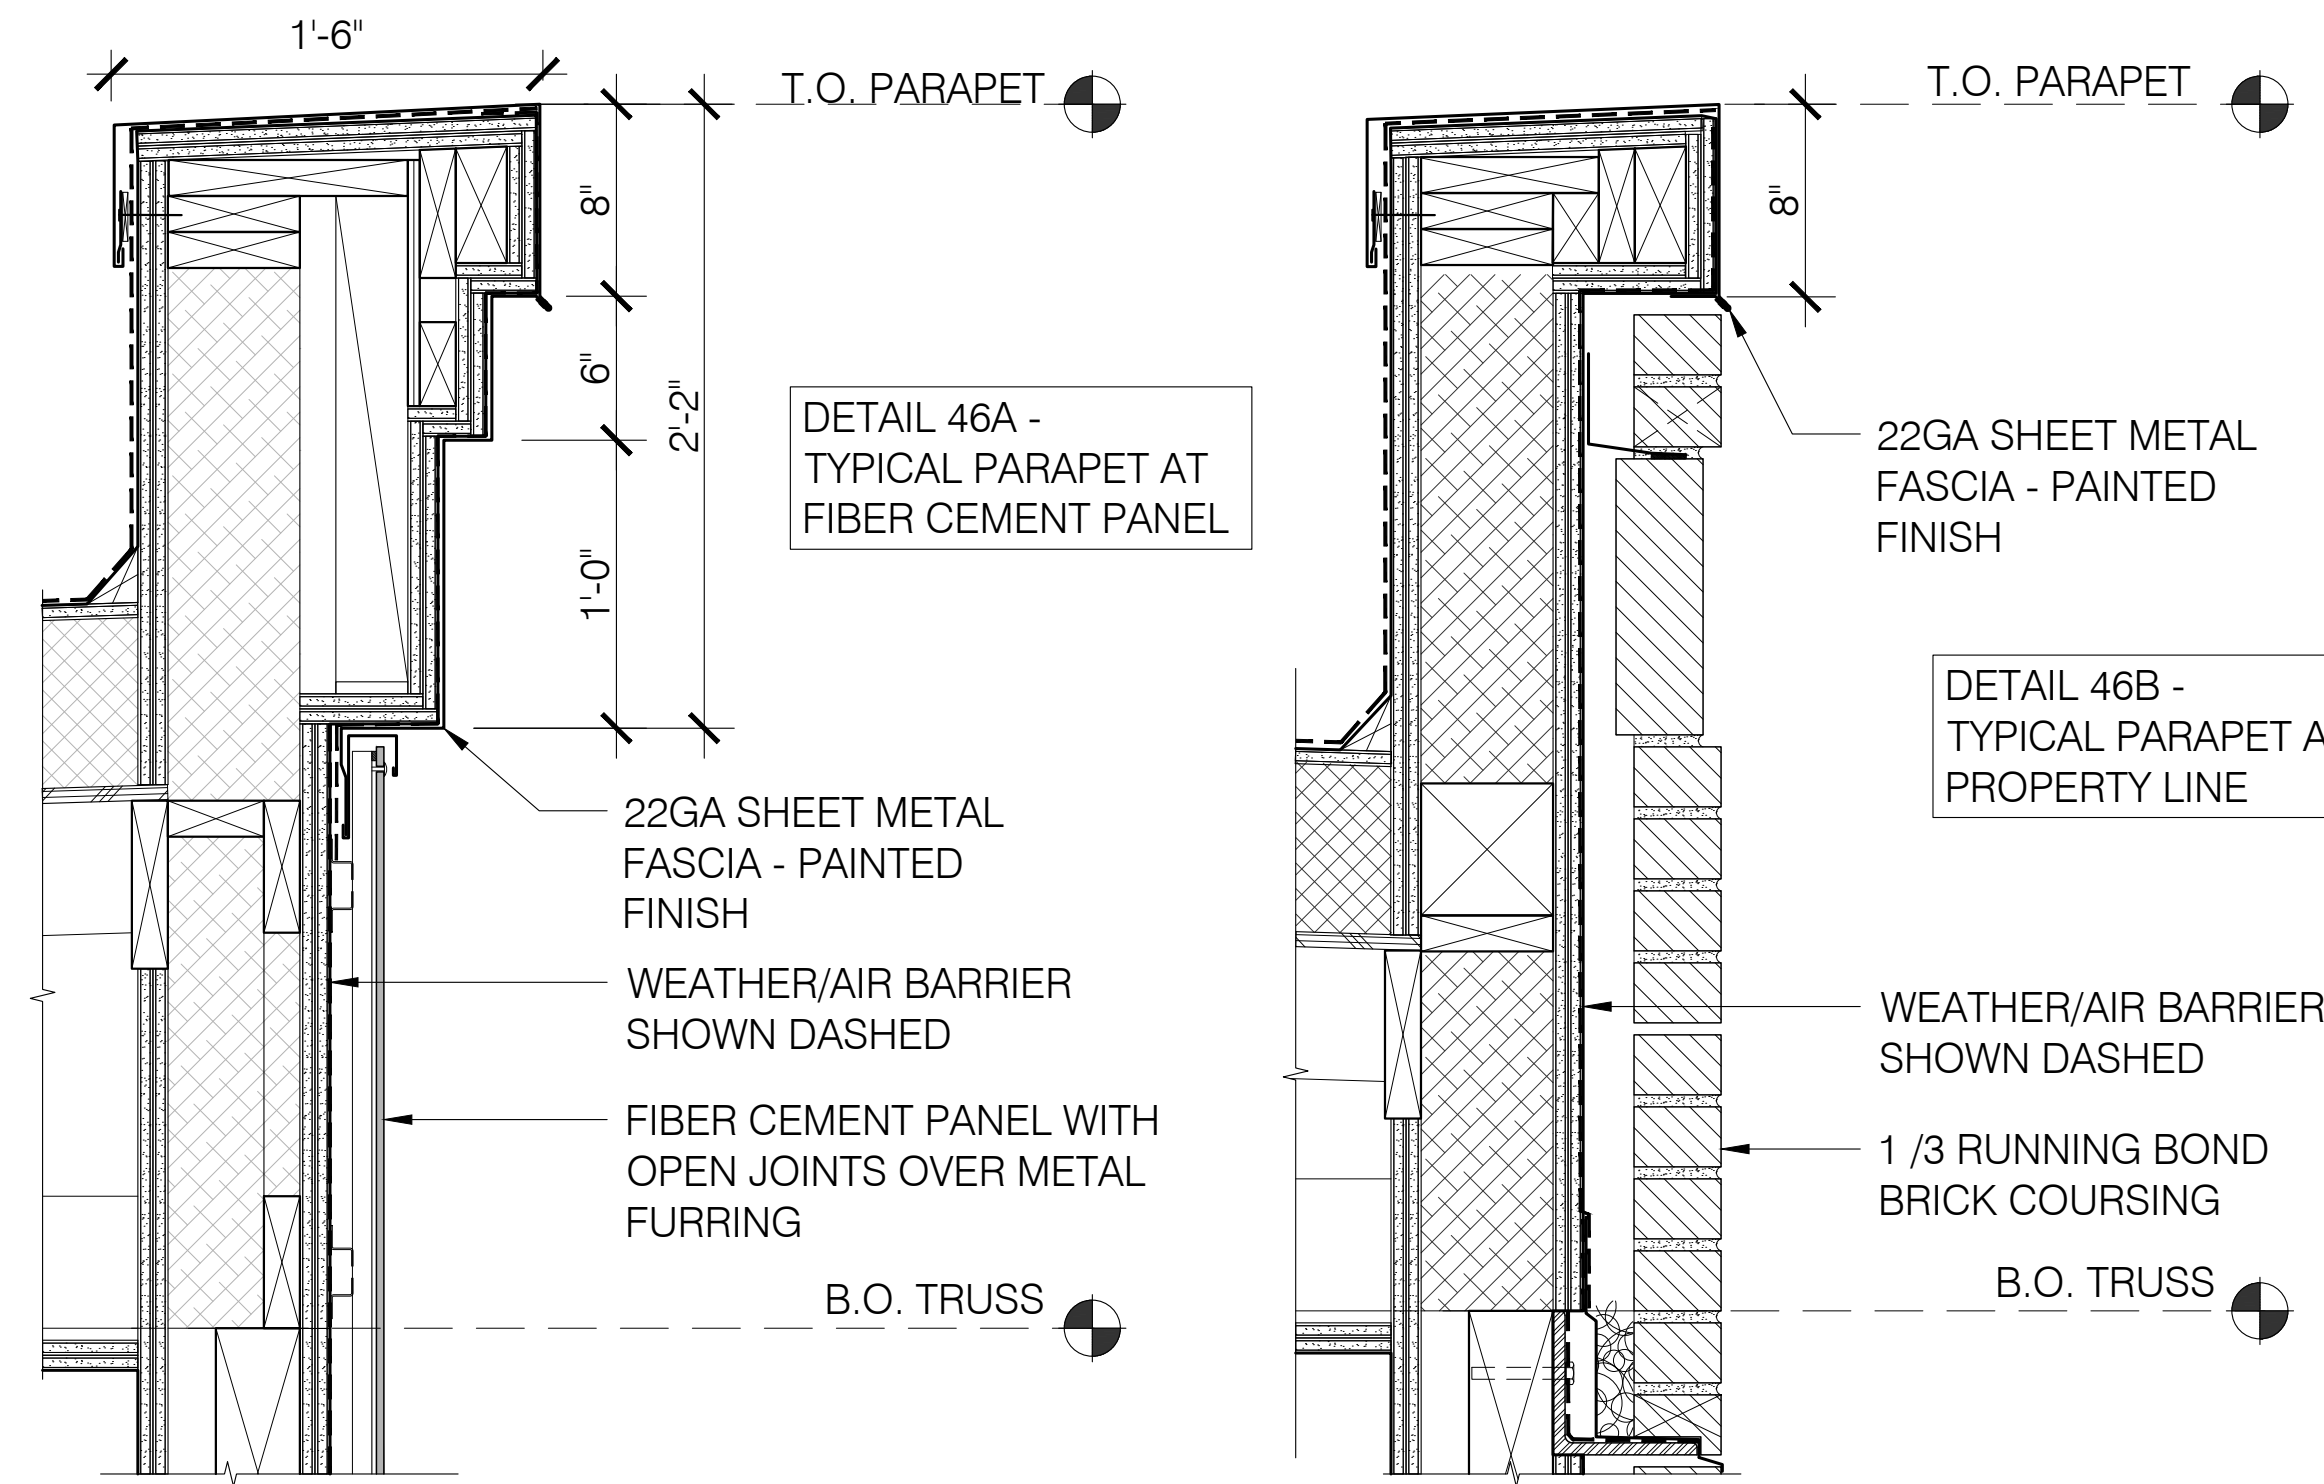 1'-6"
T.O. PARAPET
8"
6"
2'-2"
1'-0"
DETAIL 46A -
TYPICAL PARAPET AT
FIBER CEMENT PANEL
22GA SHEET METAL
FASCIA - PAINTED
FINISH
WEATHER/AIR BARRIER
SHOWN DASHED
FIBER CEMENT PANEL WITH
OPEN JOINTS OVER METAL
FURRING
B.O. TRUSS
T.O. PARAPET
8"
22GA SHEET METAL
FASCIA - PAINTED
FINISH
DETAIL 46B -
TYPICAL PARAPET A
PROPERTY LINE
WEATHER/AIR BARRIER
SHOWN DASHED
1 /3 RUNNING BOND
BRICK COURSING
B.O. TRUSS